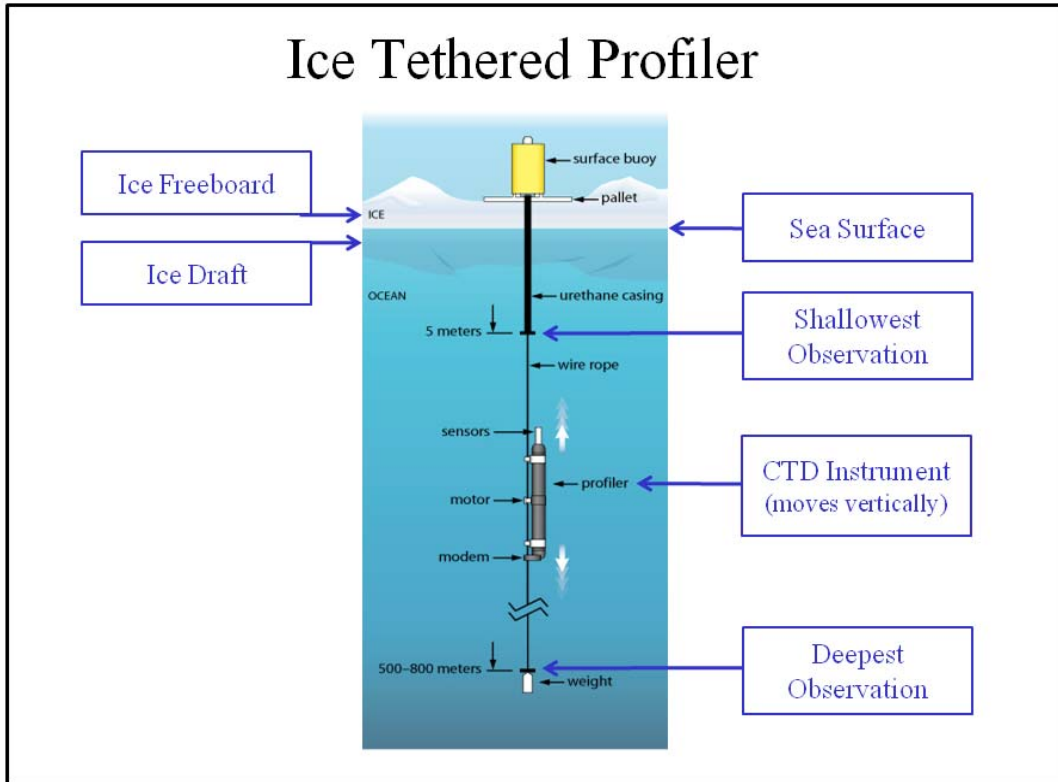 Ice Tethered Profiler
surface buoy
Ice Freeboard
pallet
ICE
Sea Surface
Ice Draft
OCEAN
urethane casing
5 meters
Shallowest
Observation
wire rope
sensors
CTD Instrument
(moves vertically)
profiler
motor
modem
500–800 meters
weight
Deepest
Observation